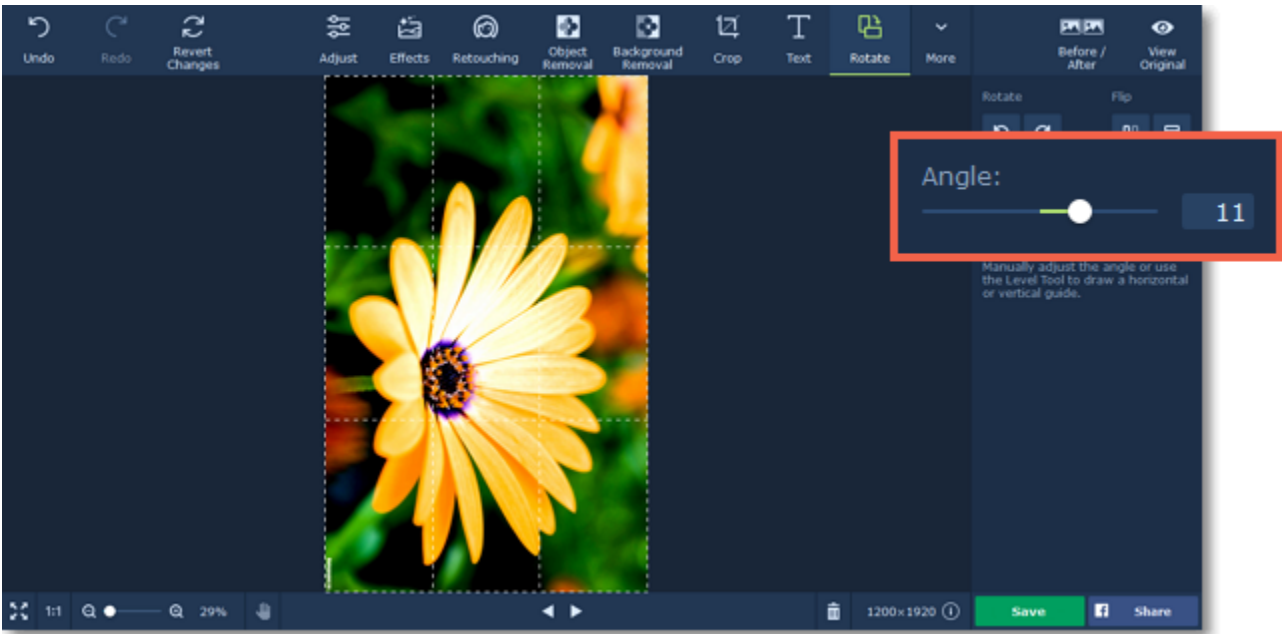 Undo
Redo
Revert
Changes
Adjust
Effects
Retouching
Object
Removal
Background
Removal
Crop
Text
Rotate
More
Before /
After
View
Original
Rotate
Flip
Angle:
11
Manually adjust the angle or use
the Level Tool to draw a horizontal
or vertical guide.
1:1
29%
1200×1920
Save
Share